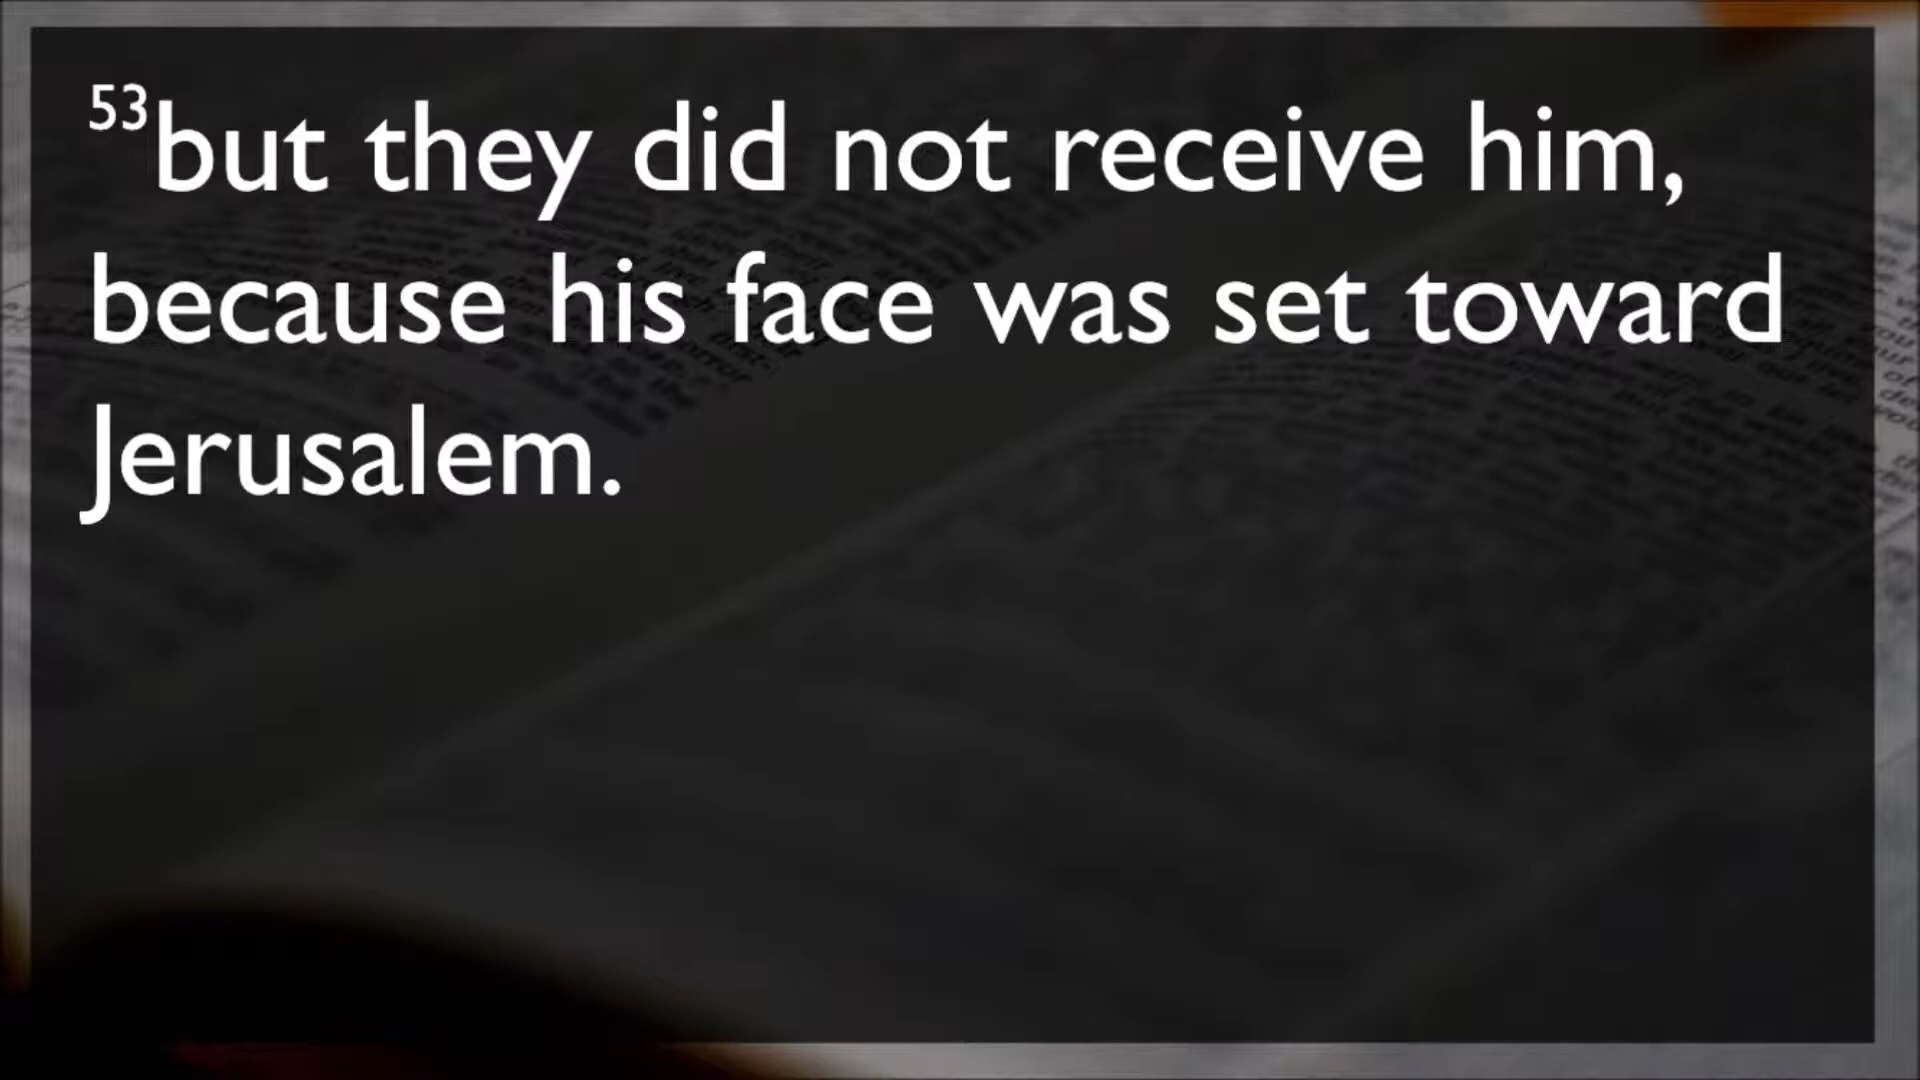 53but they did not receive him,
because his face was set toward
Jerusalem.